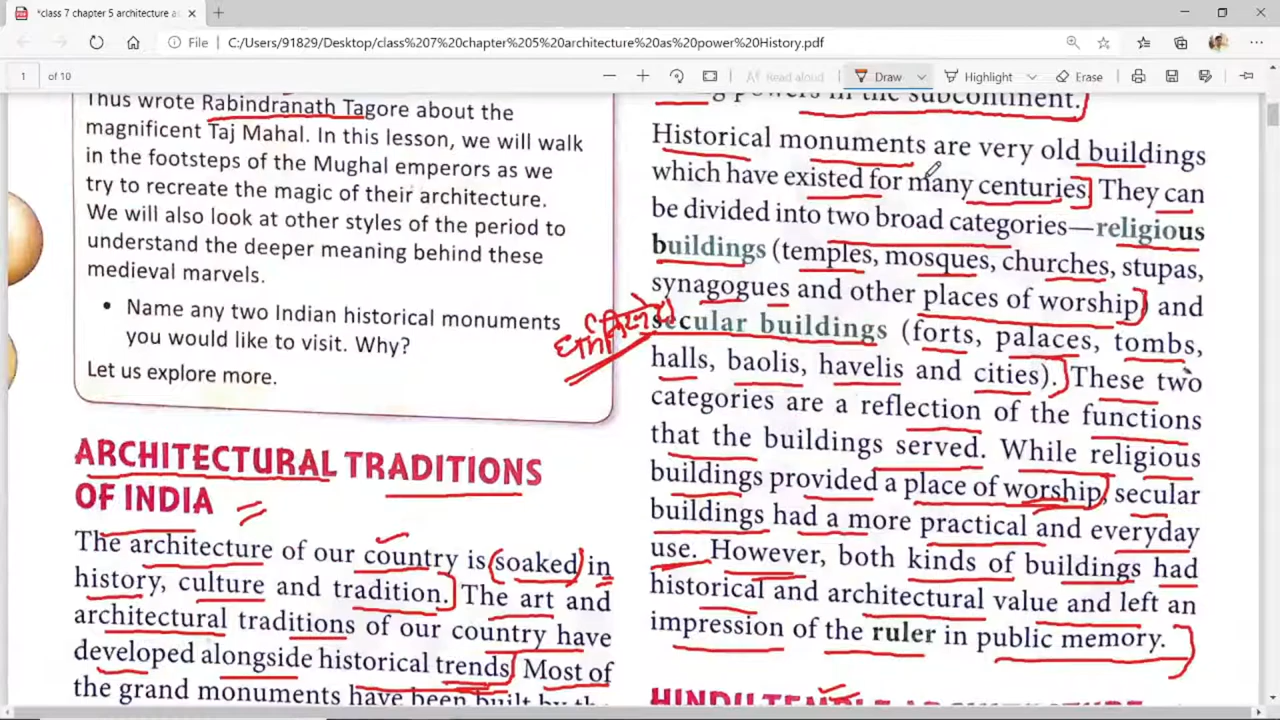 *class 7 chapter 5 architecture as
File
C:/Users/91829/Desktop/class%207%20chapter%205%20architecture%20as%20power%20History.pdf
1 of 10
Read aloud
Draw
Highlight
Erase
Thus wrote Rabindranath Tagore about the
magnificent Taj Mahal. In this lesson, we will walk
in the footsteps of the Mughal emperors as we
try to recreate the magic of their architecture.
We will also look at other styles of the period to
understand the deeper meaning behind these
medieval marvels.
• Name any two Indian historical monuments
you would like to visit. Why?
Let us explore more.
ARCHITECTURAL TRADITIONS
OF INDIA
The architecture of our country is soaked in
history, culture and tradition. The art and
architectural traditions of our country have
developed alongside historical trends. Most of
the grand monuments have been built by the
powers in the subcontinent.
Historical monuments are very old buildings
which have existed for many centuries. They can
be divided into two broad categories—religious
buildings (temples, mosques, churches, stupas,
synagogues and other places of worship) and
secular buildings (forts, palaces, tombs,
halls, baolis, havelis and cities). These two
categories are a reflection of the functions
that the buildings served. While religious
buildings provided a place of worship, secular
buildings had a more practical and everyday
use. However, both kinds of buildings had
historical and architectural value and left an
impression of the ruler in public memory.
HINDU TEMPLE ARCHITECTURE